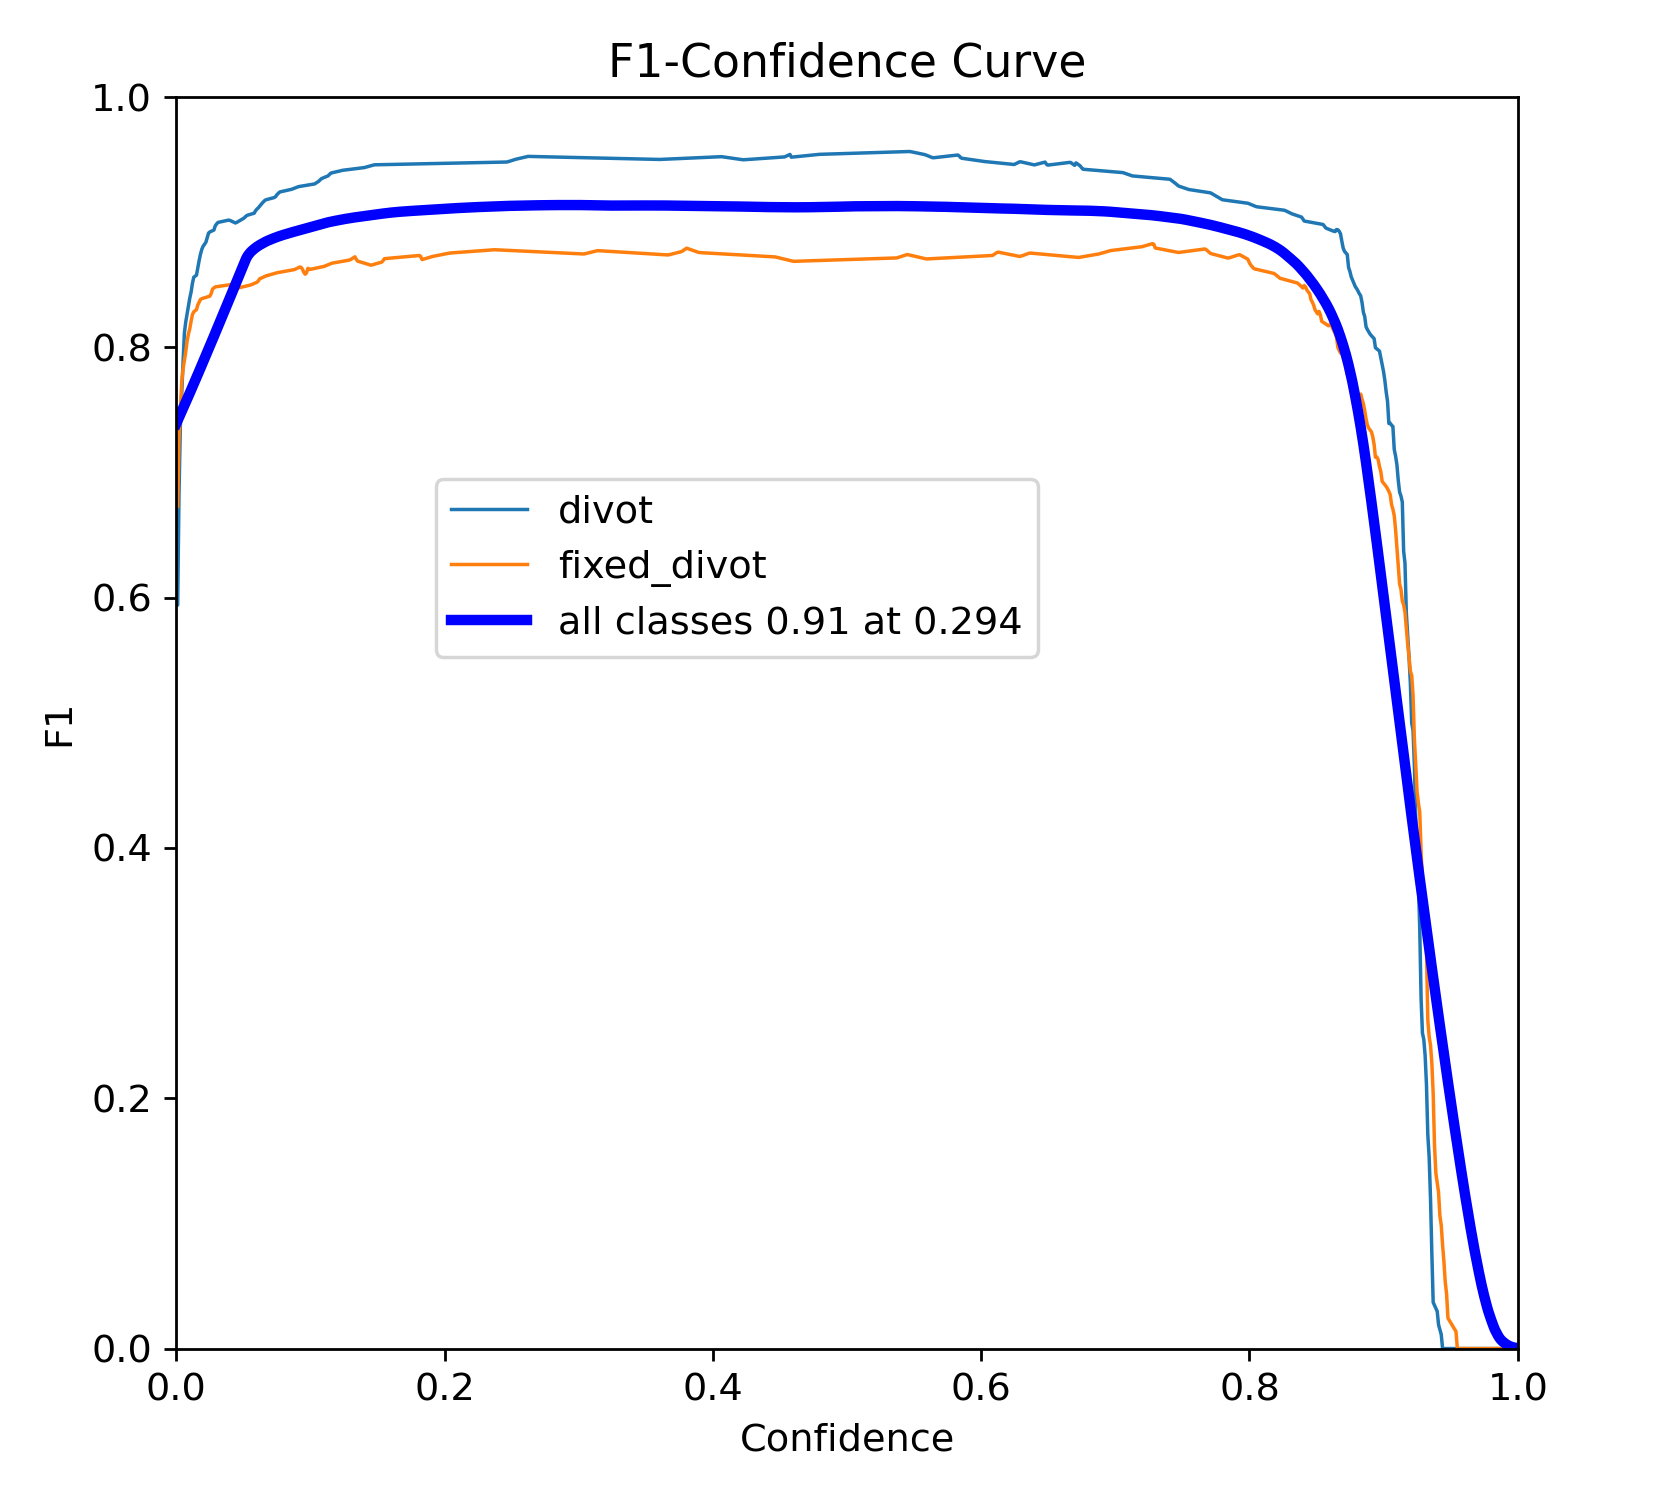 F1-Confidence Curve
1.0
0.8
0.6
0.4
0.2
0.0
F1
divot
fixed_divot
all classes 0.91 at 0.294
0.0 0.2 0.4 0.6 0.8 1.0
Confidence